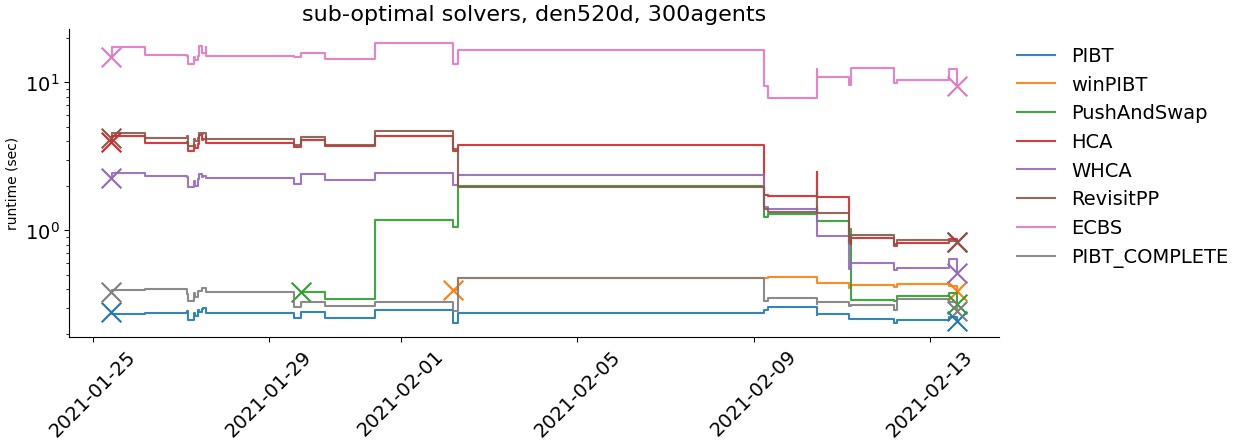 sub-optimal solvers, den520d, 300agents
runtime (sec)
10¹
10⁰
2021-01-25
2021-01-29
2021-02-01
2021-02-05
2021-02-09
2021-02-13
PIBT
winPIBT
PushAndSwap
HCA
WHCA
RevisitPP
ECBS
PIBT_COMPLETE